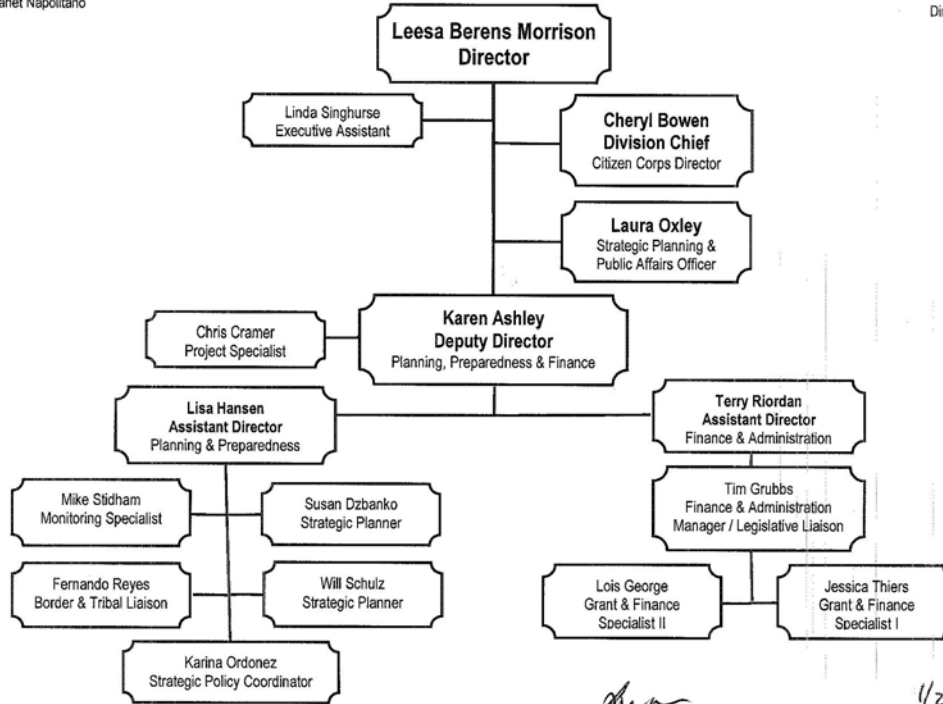 Janet Napolitano
Leesa Berens Morrison
Director
Linda Singhurse
Executive Assistant
Cheryl Bowen
Division Chief
Citizen Corps Director
Laura Oxley
Strategic Planning &
Public Affairs Officer
Chris Cramer
Project Specialist
Karen Ashley
Deputy Director
Planning, Preparedness & Finance
Lisa Hansen
Assistant Director
Planning & Preparedness
Terry Riordan
Assistant Director
Finance & Administration
Mike Stidham
Monitoring Specialist
Susan Dzbanko
Strategic Planner
Tim Grubbs
Finance & Administration
Manager / Legislative Liaison
Fernando Reyes
Border & Tribal Liaison
Will Schulz
Strategic Planner
Lois George
Grant & Finance
Specialist II
Jessica Thiers
Grant & Finance
Specialist I
Karina Ordonez
Strategic Policy Coordinator